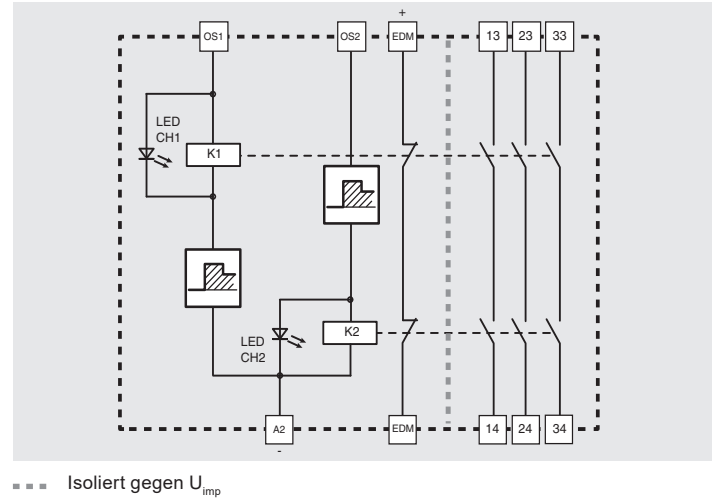 +
OS1 OS2 EDM 13 23 33
LED
CH1
K1
LED
CH2
K2
A2 EDM 14 24 34
-
Isoliert gegen Uimp